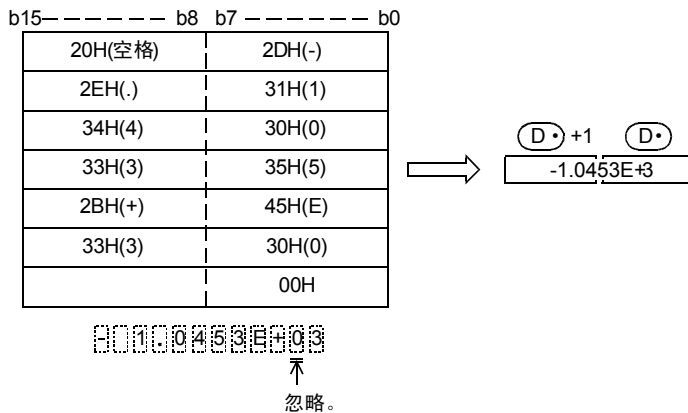 b15—————— b8 b7 —————— b0
20H(空格) 2DH(-)
2EH(.) 31H(1)
34H(4) 30H(0)
33H(3) 35H(5)
2BH(+) 45H(E)
33H(3) 30H(0)
00H
D• +1 D•
-1.0453E+3
- 1.0453E+03
忽略。